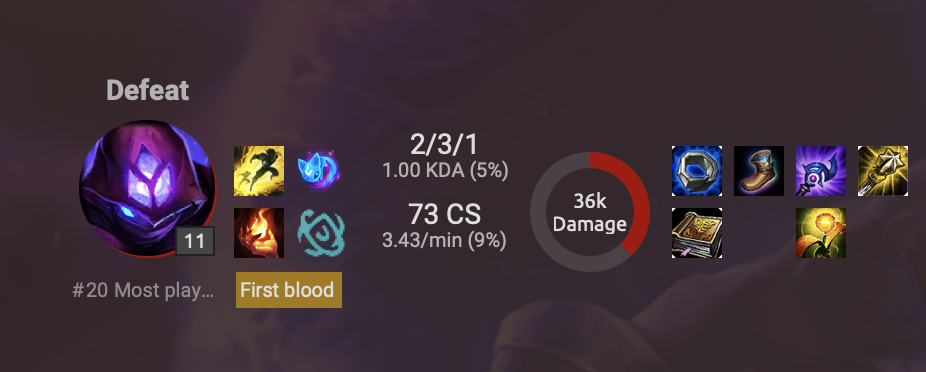 Defeat
11
#20 Most play...
First blood
2/3/1
1.00 KDA (5%)
73 CS
3.43/min (9%)
36k
Damage